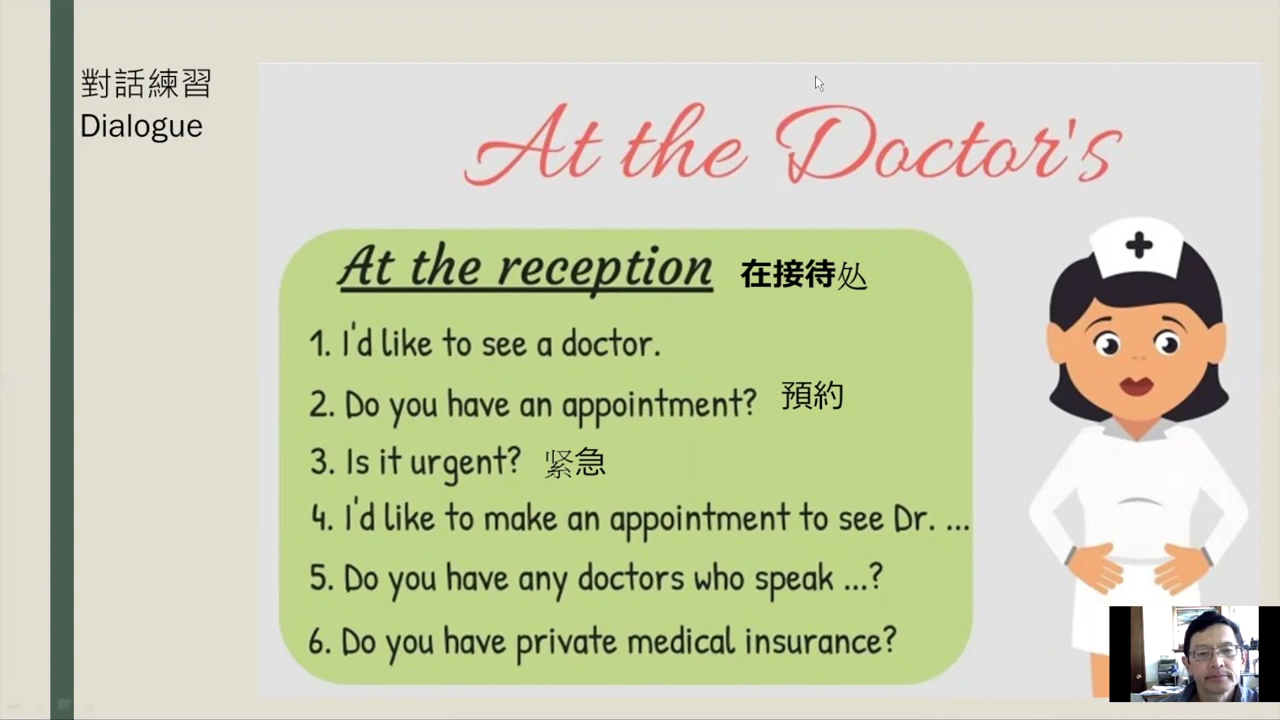 對話練習
Dialogue
At the Doctor's
At the reception 在接待处
1. I'd like to see a doctor.
2. Do you have an appointment? 預約
3. Is it urgent? 紧急
4. I'd like to make an appointment to see Dr. ...
5. Do you have any doctors who speak ...?
6. Do you have private medical insurance?